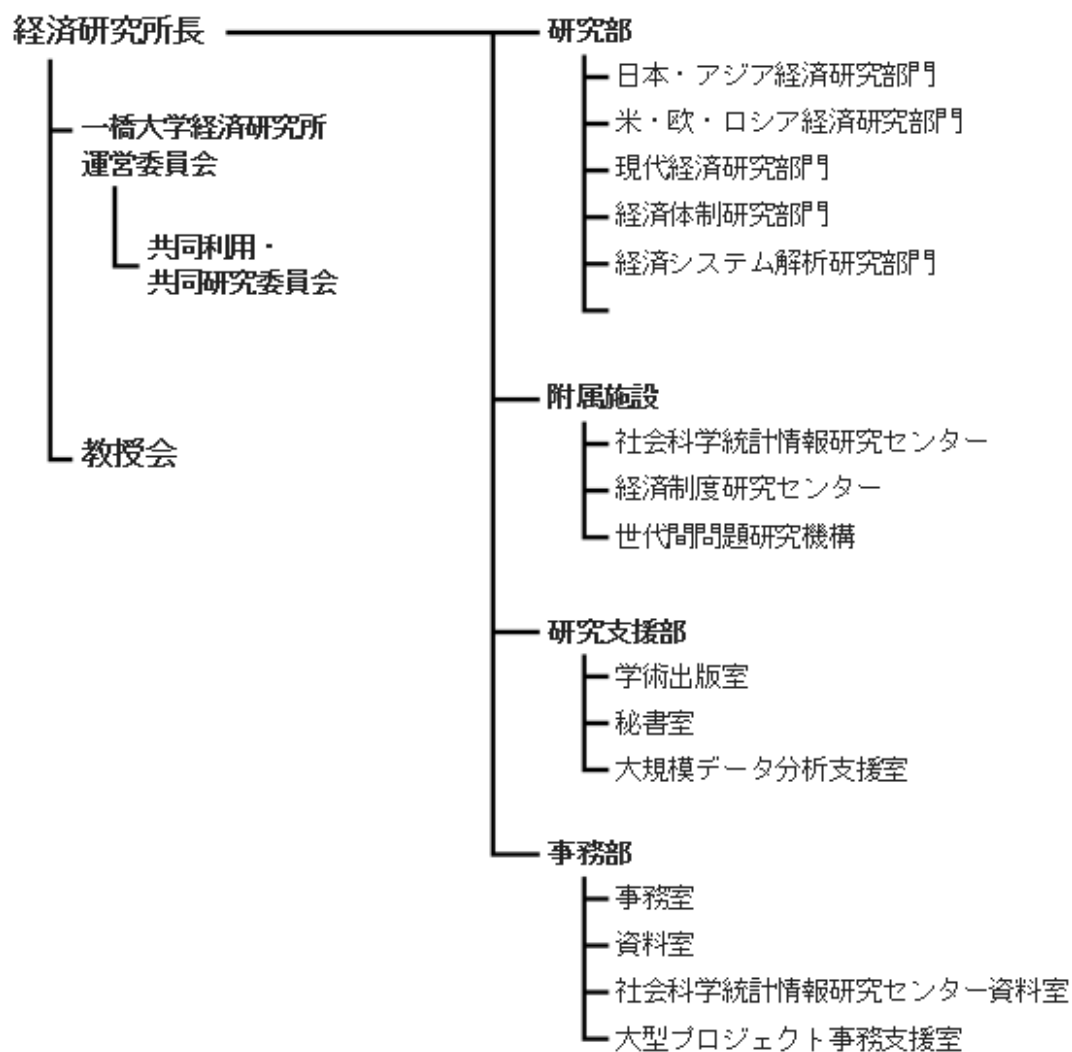 経済研究所長
一橋大学経済研究所
運営委員会
共同利用・
共同研究委員会
教授会
研究部
日本・アジア経済研究部門
米・欧・ロシア経済研究部門
現代経済研究部門
経済体制研究部門
経済システム解析研究部門
附属施設
社会科学統計情報研究センター
経済制度研究センター
世代間問題研究機構
研究支援部
学術出版室
秘書室
大規模データ分析支援室
事務部
事務室
資料室
社会科学統計情報研究センター資料室
大型プロジェクト事務支援室